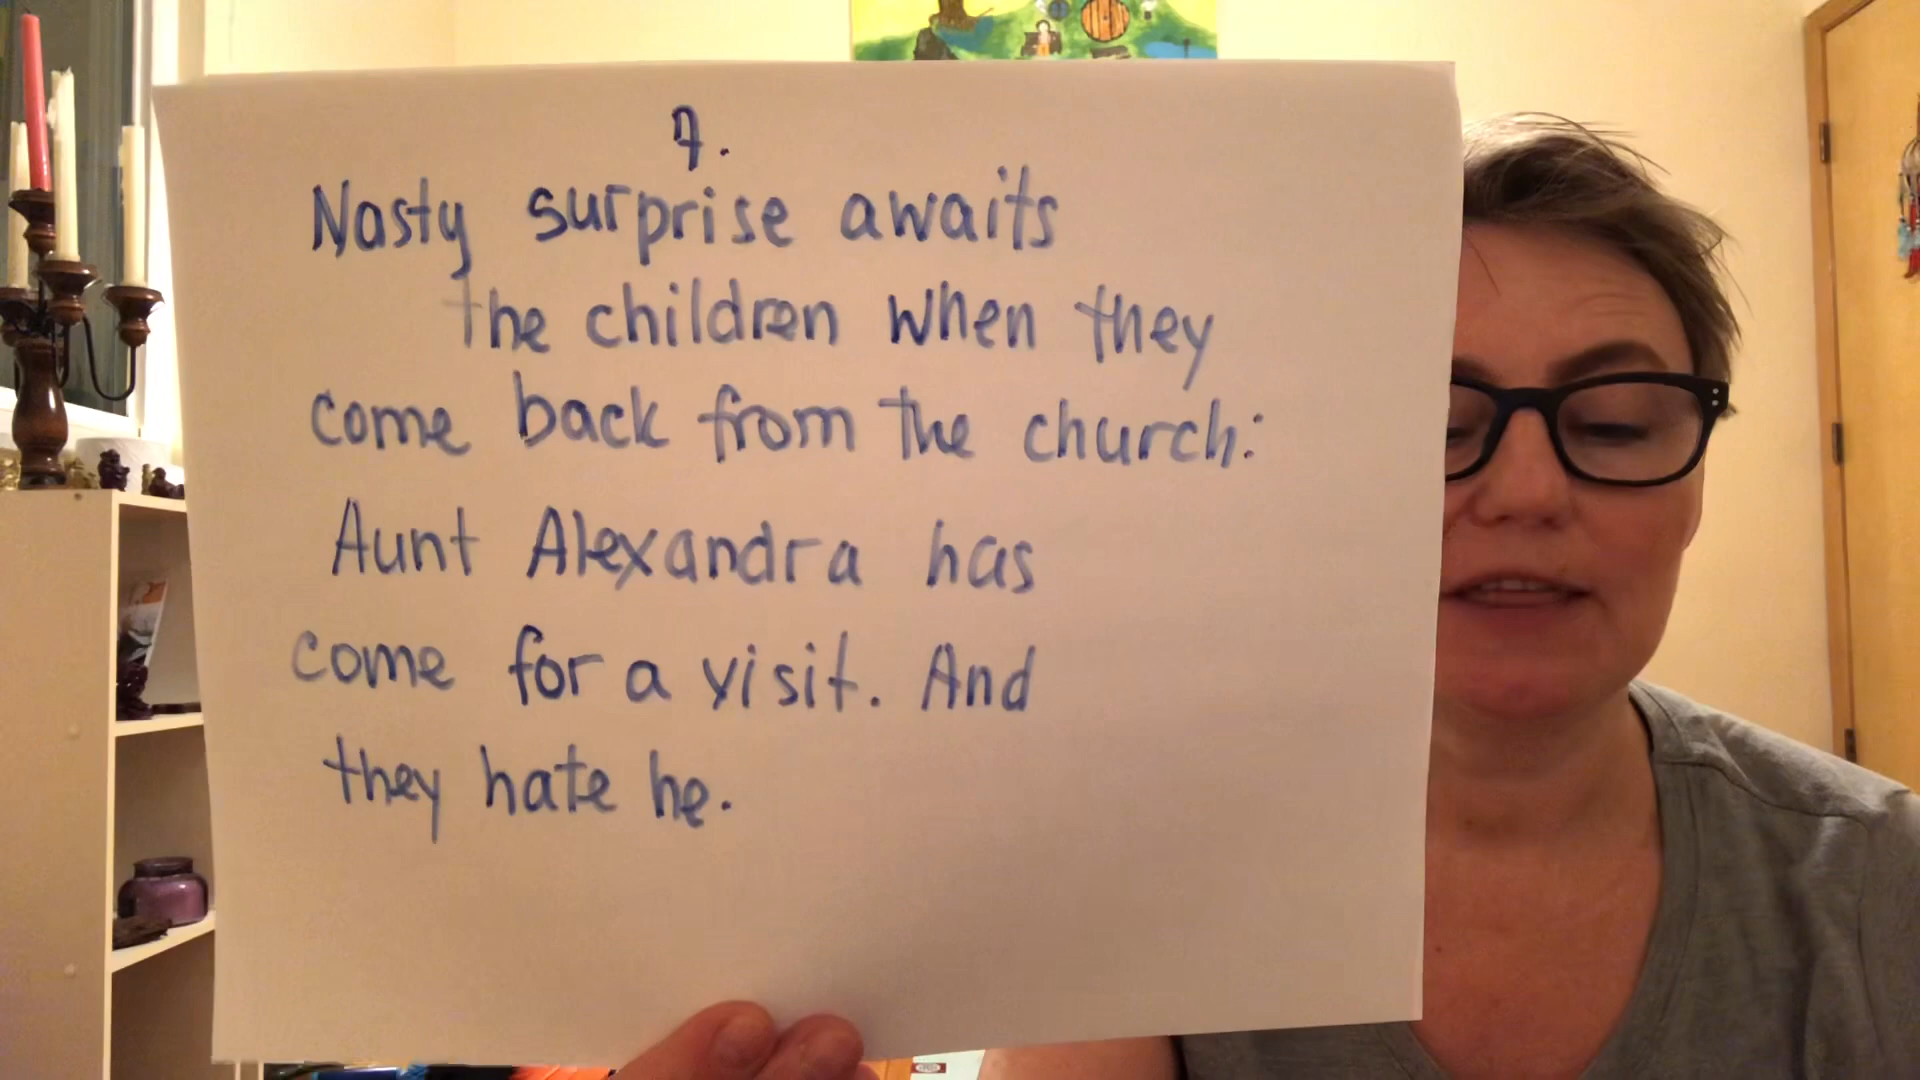 7.
Nasty surprise awaits
the children when they
come back from the church:
Aunt Alexandra has
come for a visit. And
they hate he.